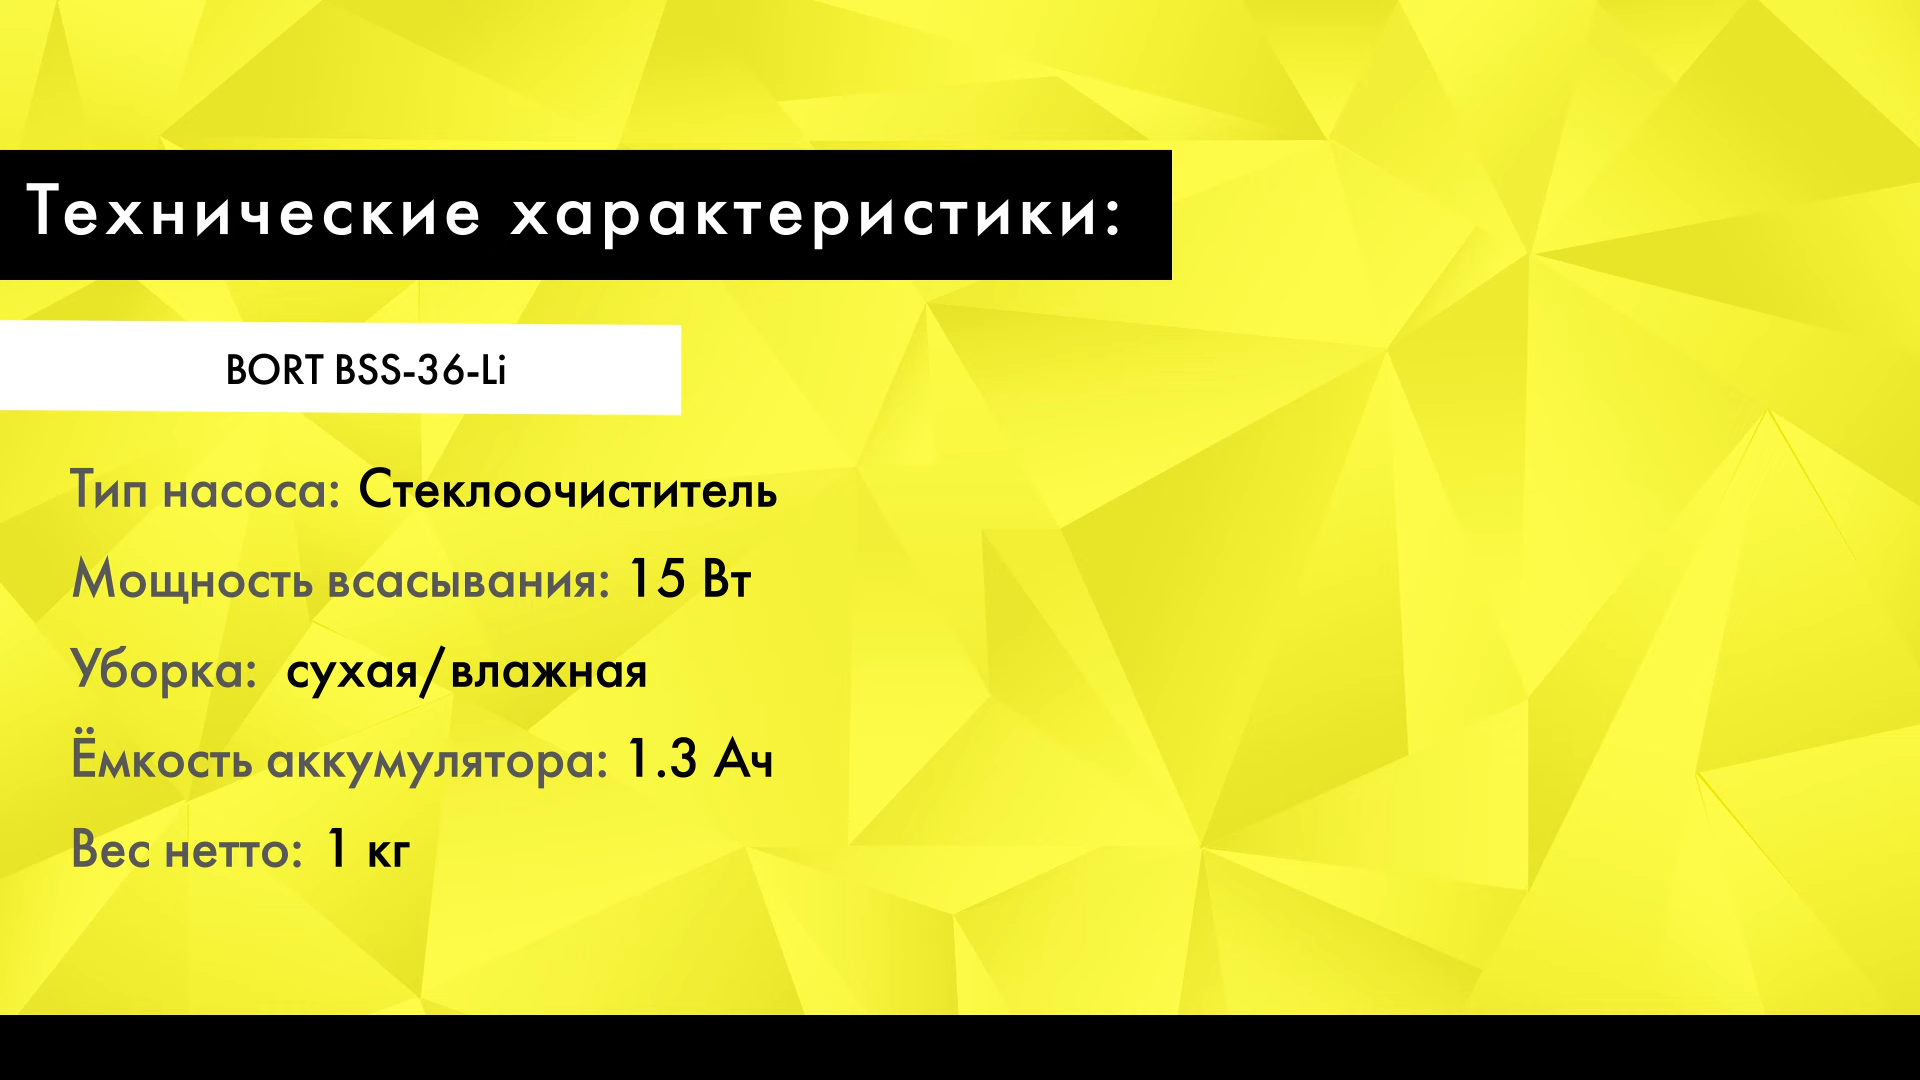 Технические характеристики:
BORT BSS-36-Li
Тип насоса: Стеклоочиститель
Мощность всасывания: 15 Вт
Уборка: сухая/влажная
Ёмкость аккумулятора: 1.3 Ач
Вес нетто: 1 кг